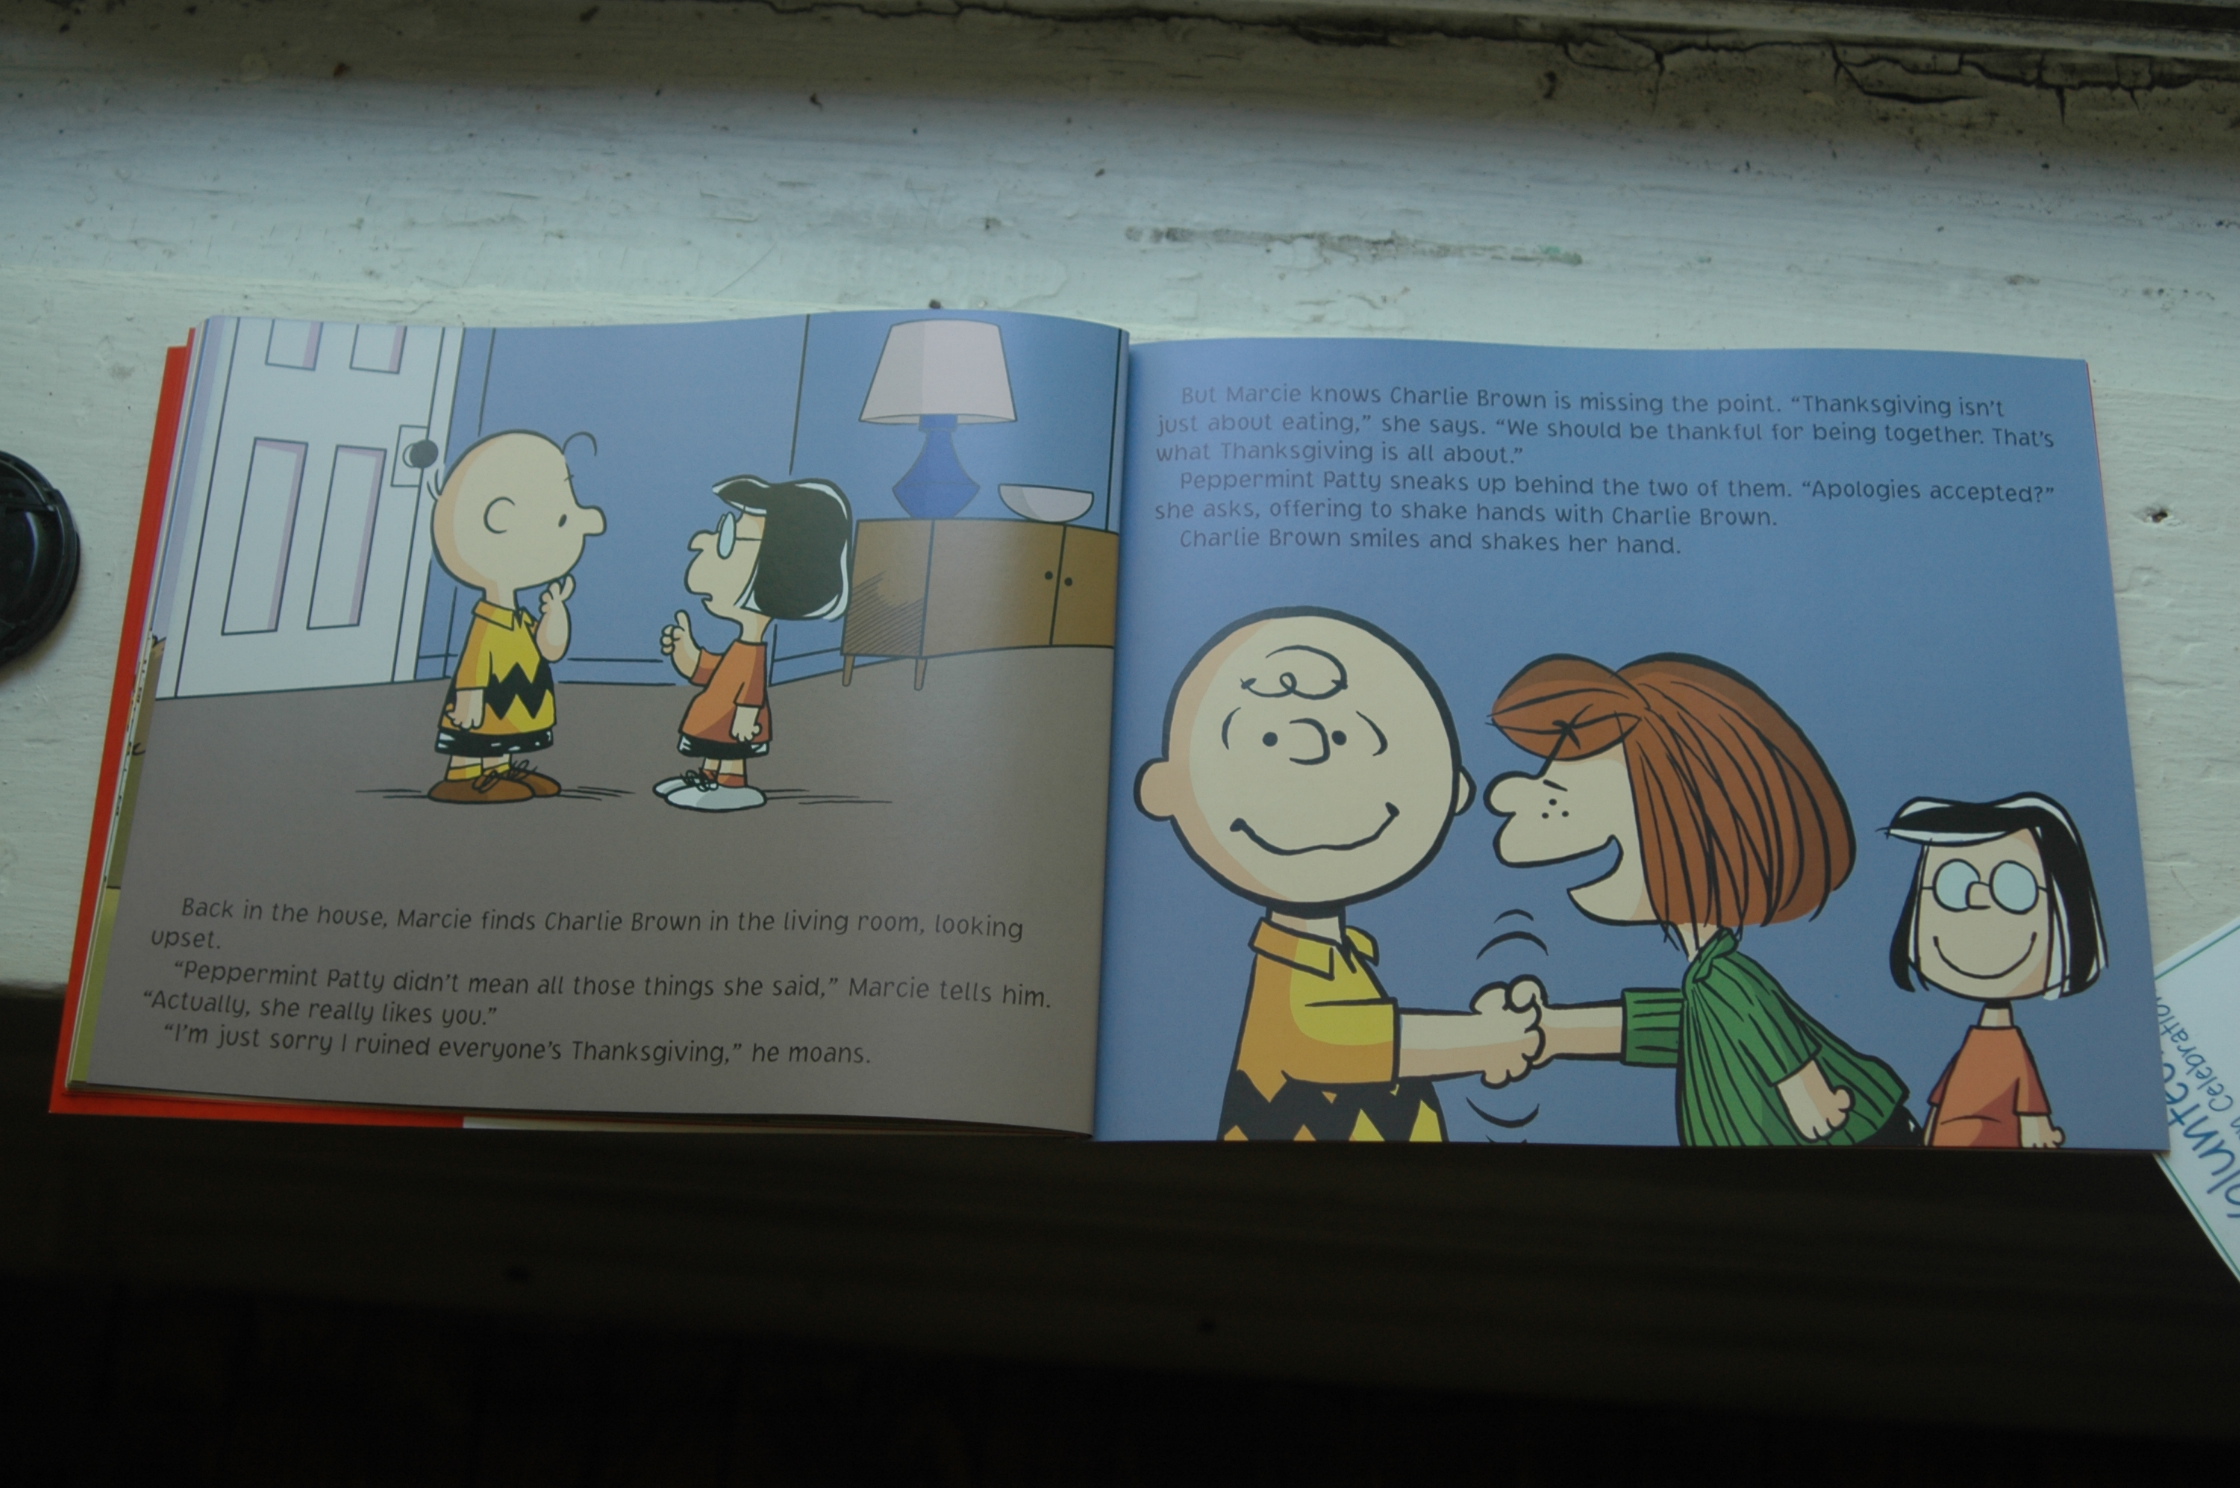 Back in the house, Marcie finds Charlie Brown in the living room, looking
upset.
“Peppermint Patty didn’t mean all those things she said,” Marcie tells him.
“Actually, she really likes you.”
“I’m just sorry I ruined everyone’s Thanksgiving,” he moans.
But Marcie knows Charlie Brown is missing the point. “Thanksgiving isn’t
just about eating,” she says. “We should be thankful for being together. That’s
what Thanksgiving is all about.”
Peppermint Patty sneaks up behind the two of them. “Apologies accepted?”
she asks, offering to shake hands with Charlie Brown.
Charlie Brown smiles and shakes her hand.